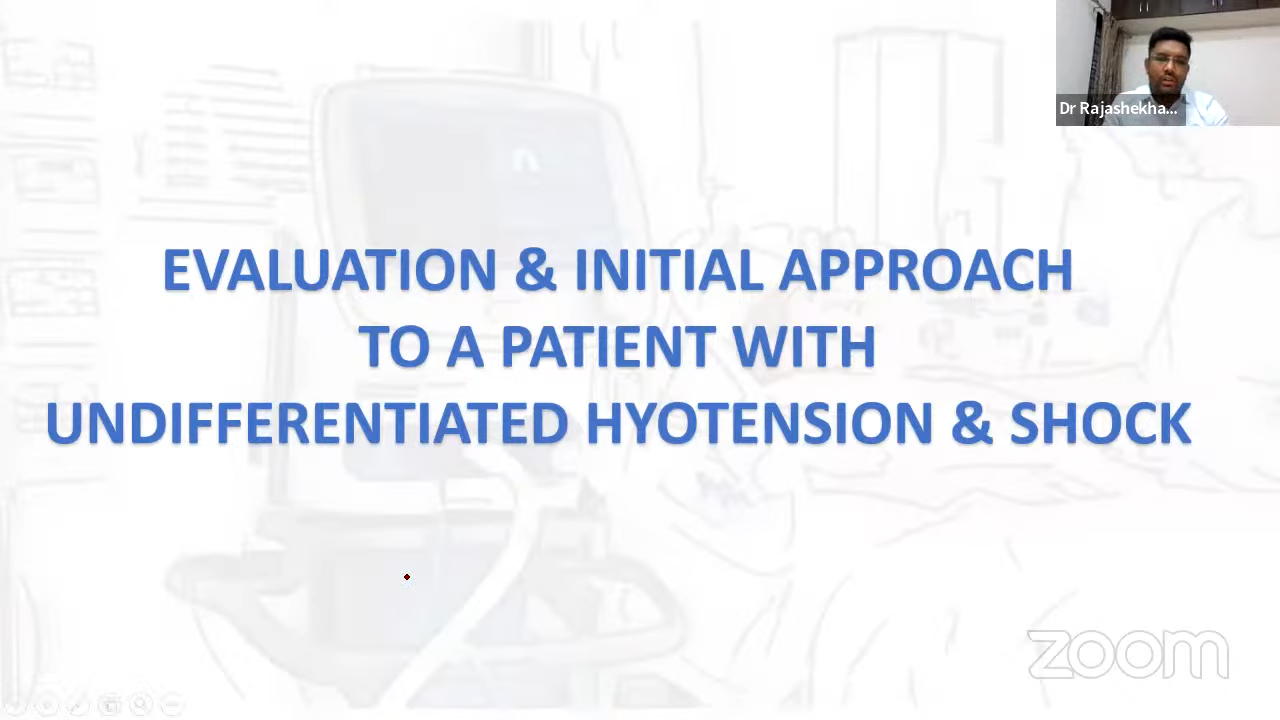 Dr Rajashekha...
EVALUATION & INITIAL APPROACH
TO A PATIENT WITH
UNDIFFERENTIATED HYOTENSION & SHOCK
zoom